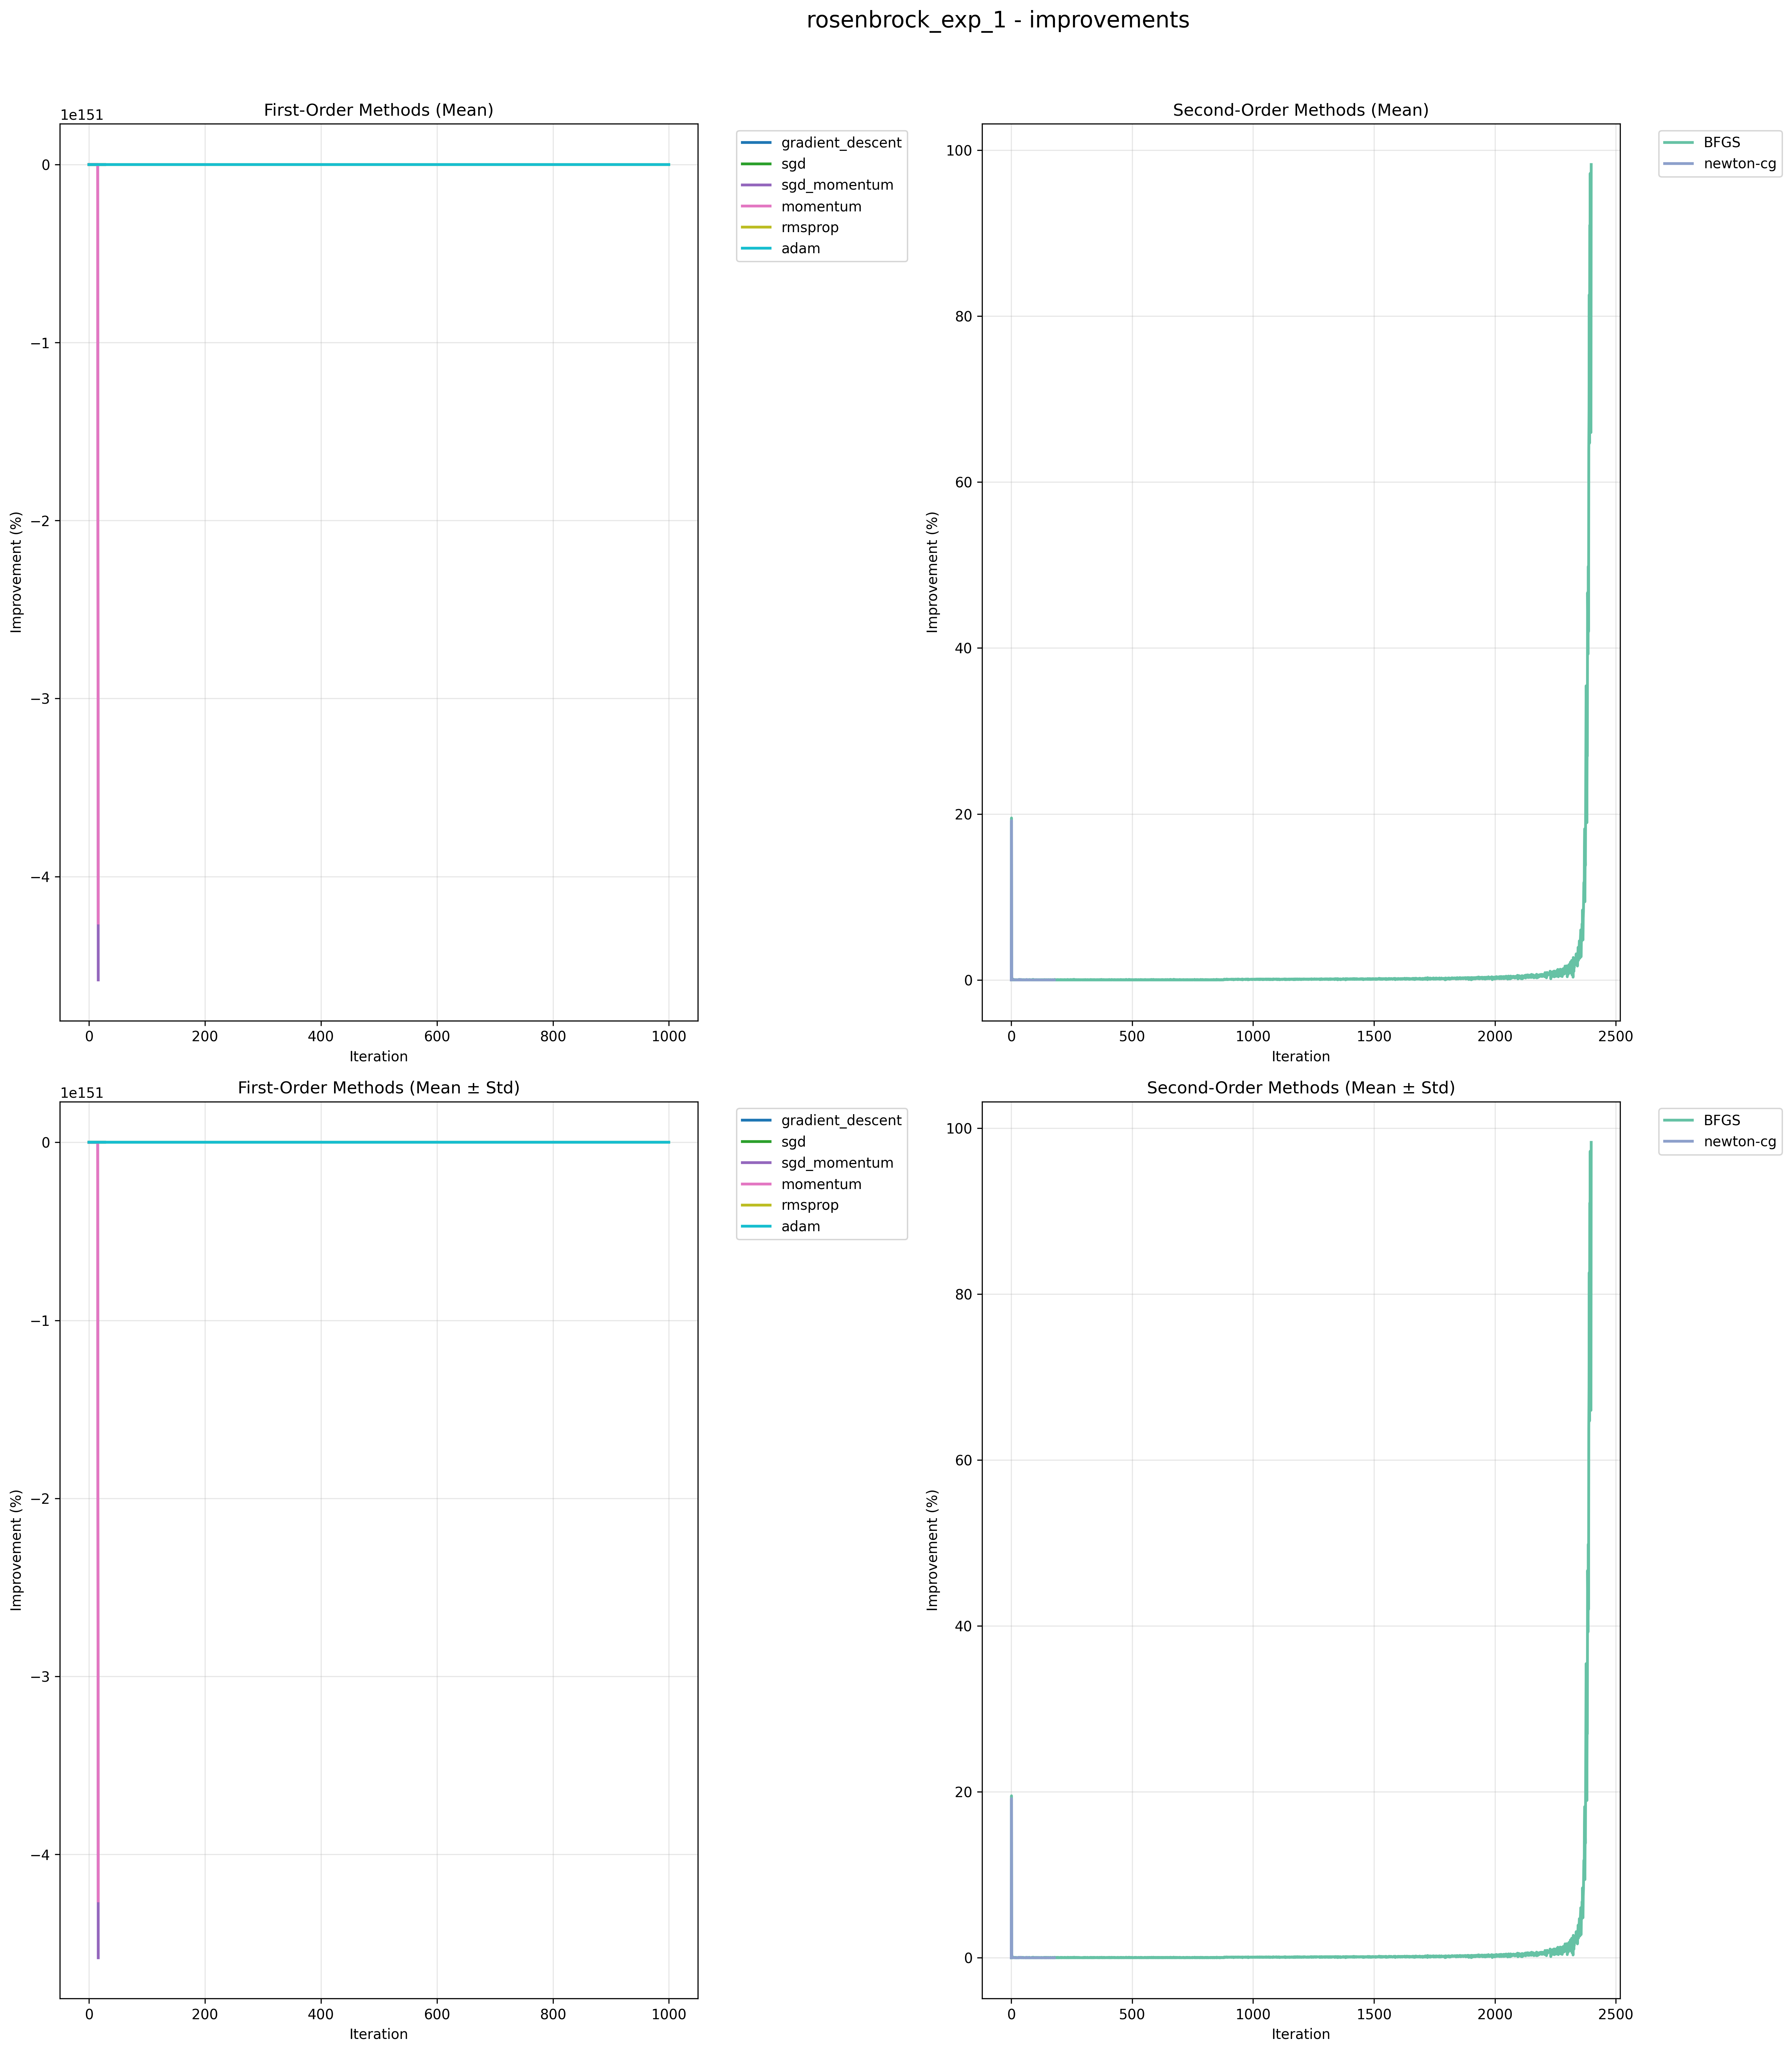 rosenbrock_exp_1 - improvements
First-Order Methods (Mean)
1e151
0
−1
−2
−3
−4
Improvement (%)
0
200
400
600
800
1000
Iteration
gradient_descent
sgd
sgd_momentum
momentum
rmsprop
adam
Second-Order Methods (Mean)
100
80
60
40
20
0
Improvement (%)
0
500
1000
1500
2000
2500
Iteration
BFGS
newton-cg
First-Order Methods (Mean ± Std)
1e151
0
−1
−2
−3
−4
Improvement (%)
0
200
400
600
800
1000
Iteration
gradient_descent
sgd
sgd_momentum
momentum
rmsprop
adam
Second-Order Methods (Mean ± Std)
100
80
60
40
20
0
Improvement (%)
0
500
1000
1500
2000
2500
Iteration
BFGS
newton-cg